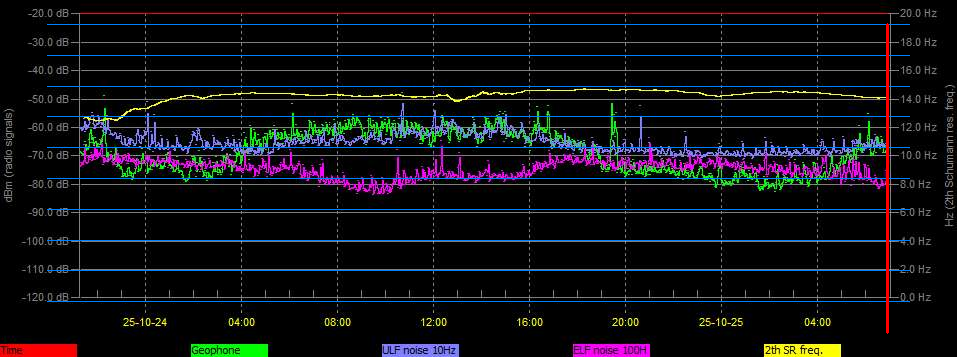 -20.0 dB 20.0 Hz
-30.0 dB 18.0 Hz
-40.0 dB 16.0 Hz
-50.0 dB 14.0 Hz
-60.0 dB 12.0 Hz
-70.0 dB 10.0 Hz
-80.0 dB 8.0 Hz
-90.0 dB 6.0 Hz
-100.0 dB 4.0 Hz
-110.0 dB 2.0 Hz
-120.0 dB 0.0 Hz
dBm (radio signals)
Hz (2th Schumann res. freq.)
25-10-24 04:00 08:00 12:00 16:00 20:00 25-10-25 04:00
Time Geophone ULF noise 10Hz ELF noise 100H 2th SR freq.